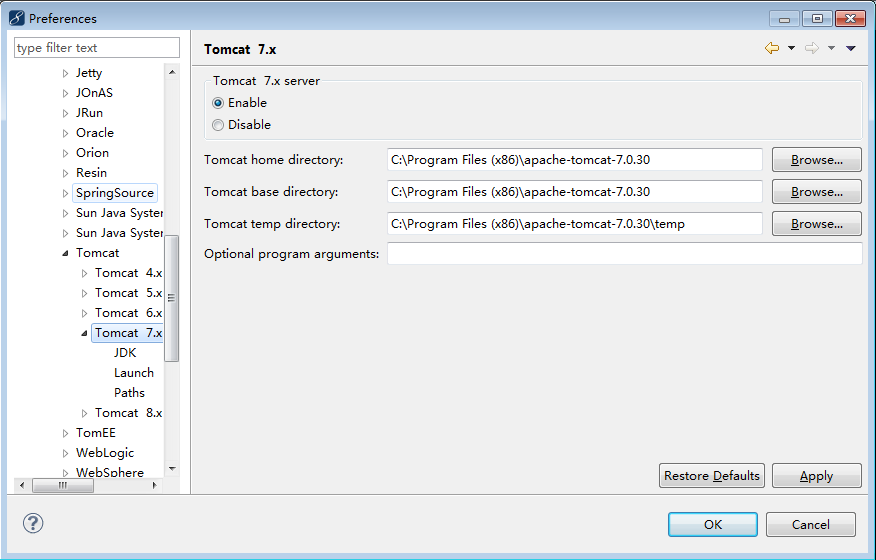 Preferences
type filter text
Jetty
JOnAS
JRun
Oracle
Orion
Resin
SpringSource
Sun Java System
Sun Java System
Tomcat
Tomcat 4.x
Tomcat 5.x
Tomcat 6.x
Tomcat 7.x
JDK
Launch
Paths
Tomcat 8.x
TomEE
WebLogic
WebSphere
Tomcat 7.x
Tomcat 7.x server
Enable
Disable
Tomcat home directory: C:\Program Files (x86)\apache-tomcat-7.0.30 Browse...
Tomcat base directory: C:\Program Files (x86)\apache-tomcat-7.0.30 Browse...
Tomcat temp directory: C:\Program Files (x86)\apache-tomcat-7.0.30\temp Browse...
Optional program arguments:
Restore Defaults Apply
? OK Cancel